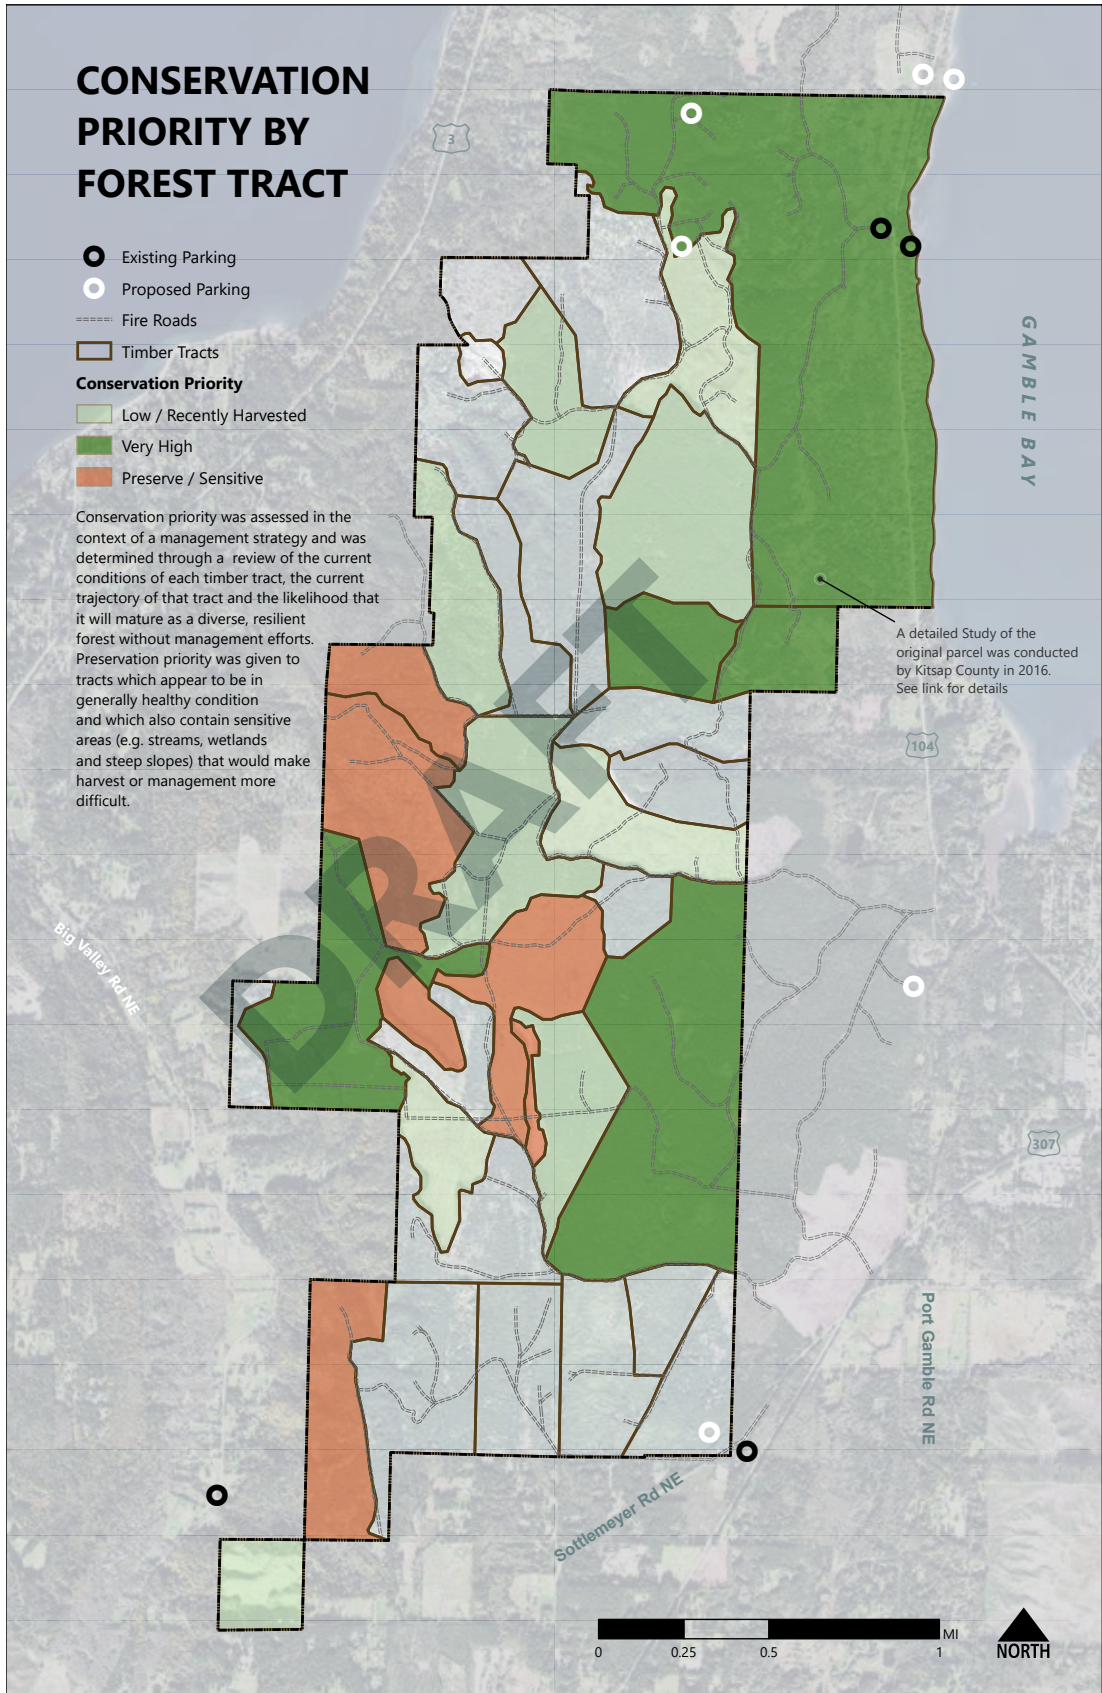 CONSERVATION
PRIORITY BY
FOREST TRACT
3
Existing Parking
Proposed Parking
Fire Roads
Timber Tracts
Conservation Priority
Low / Recently Harvested
Very High
Preserve / Sensitive
Conservation priority was assessed in the
context of a management strategy and was
determined through a review of the current
conditions of each timber tract, the current
trajectory of that tract and the likelihood that
it will mature as a diverse, resilient
forest without management efforts.
Preservation priority was given to
tracts which appear to be in
generally healthy condition
and which also contain sensitive
areas (e.g. streams, wetlands
and steep slopes) that would make
harvest or management more
difficult.
GAMBLE BAY
A detailed Study of the
original parcel was conducted
by Kitsap County in 2016.
See link for details
104
DRAFT
Big Valley Rd NE
307
Port Gamble Rd NE
Sottlemeyer Rd NE
MI
0 0.25 0.5 1
NORTH